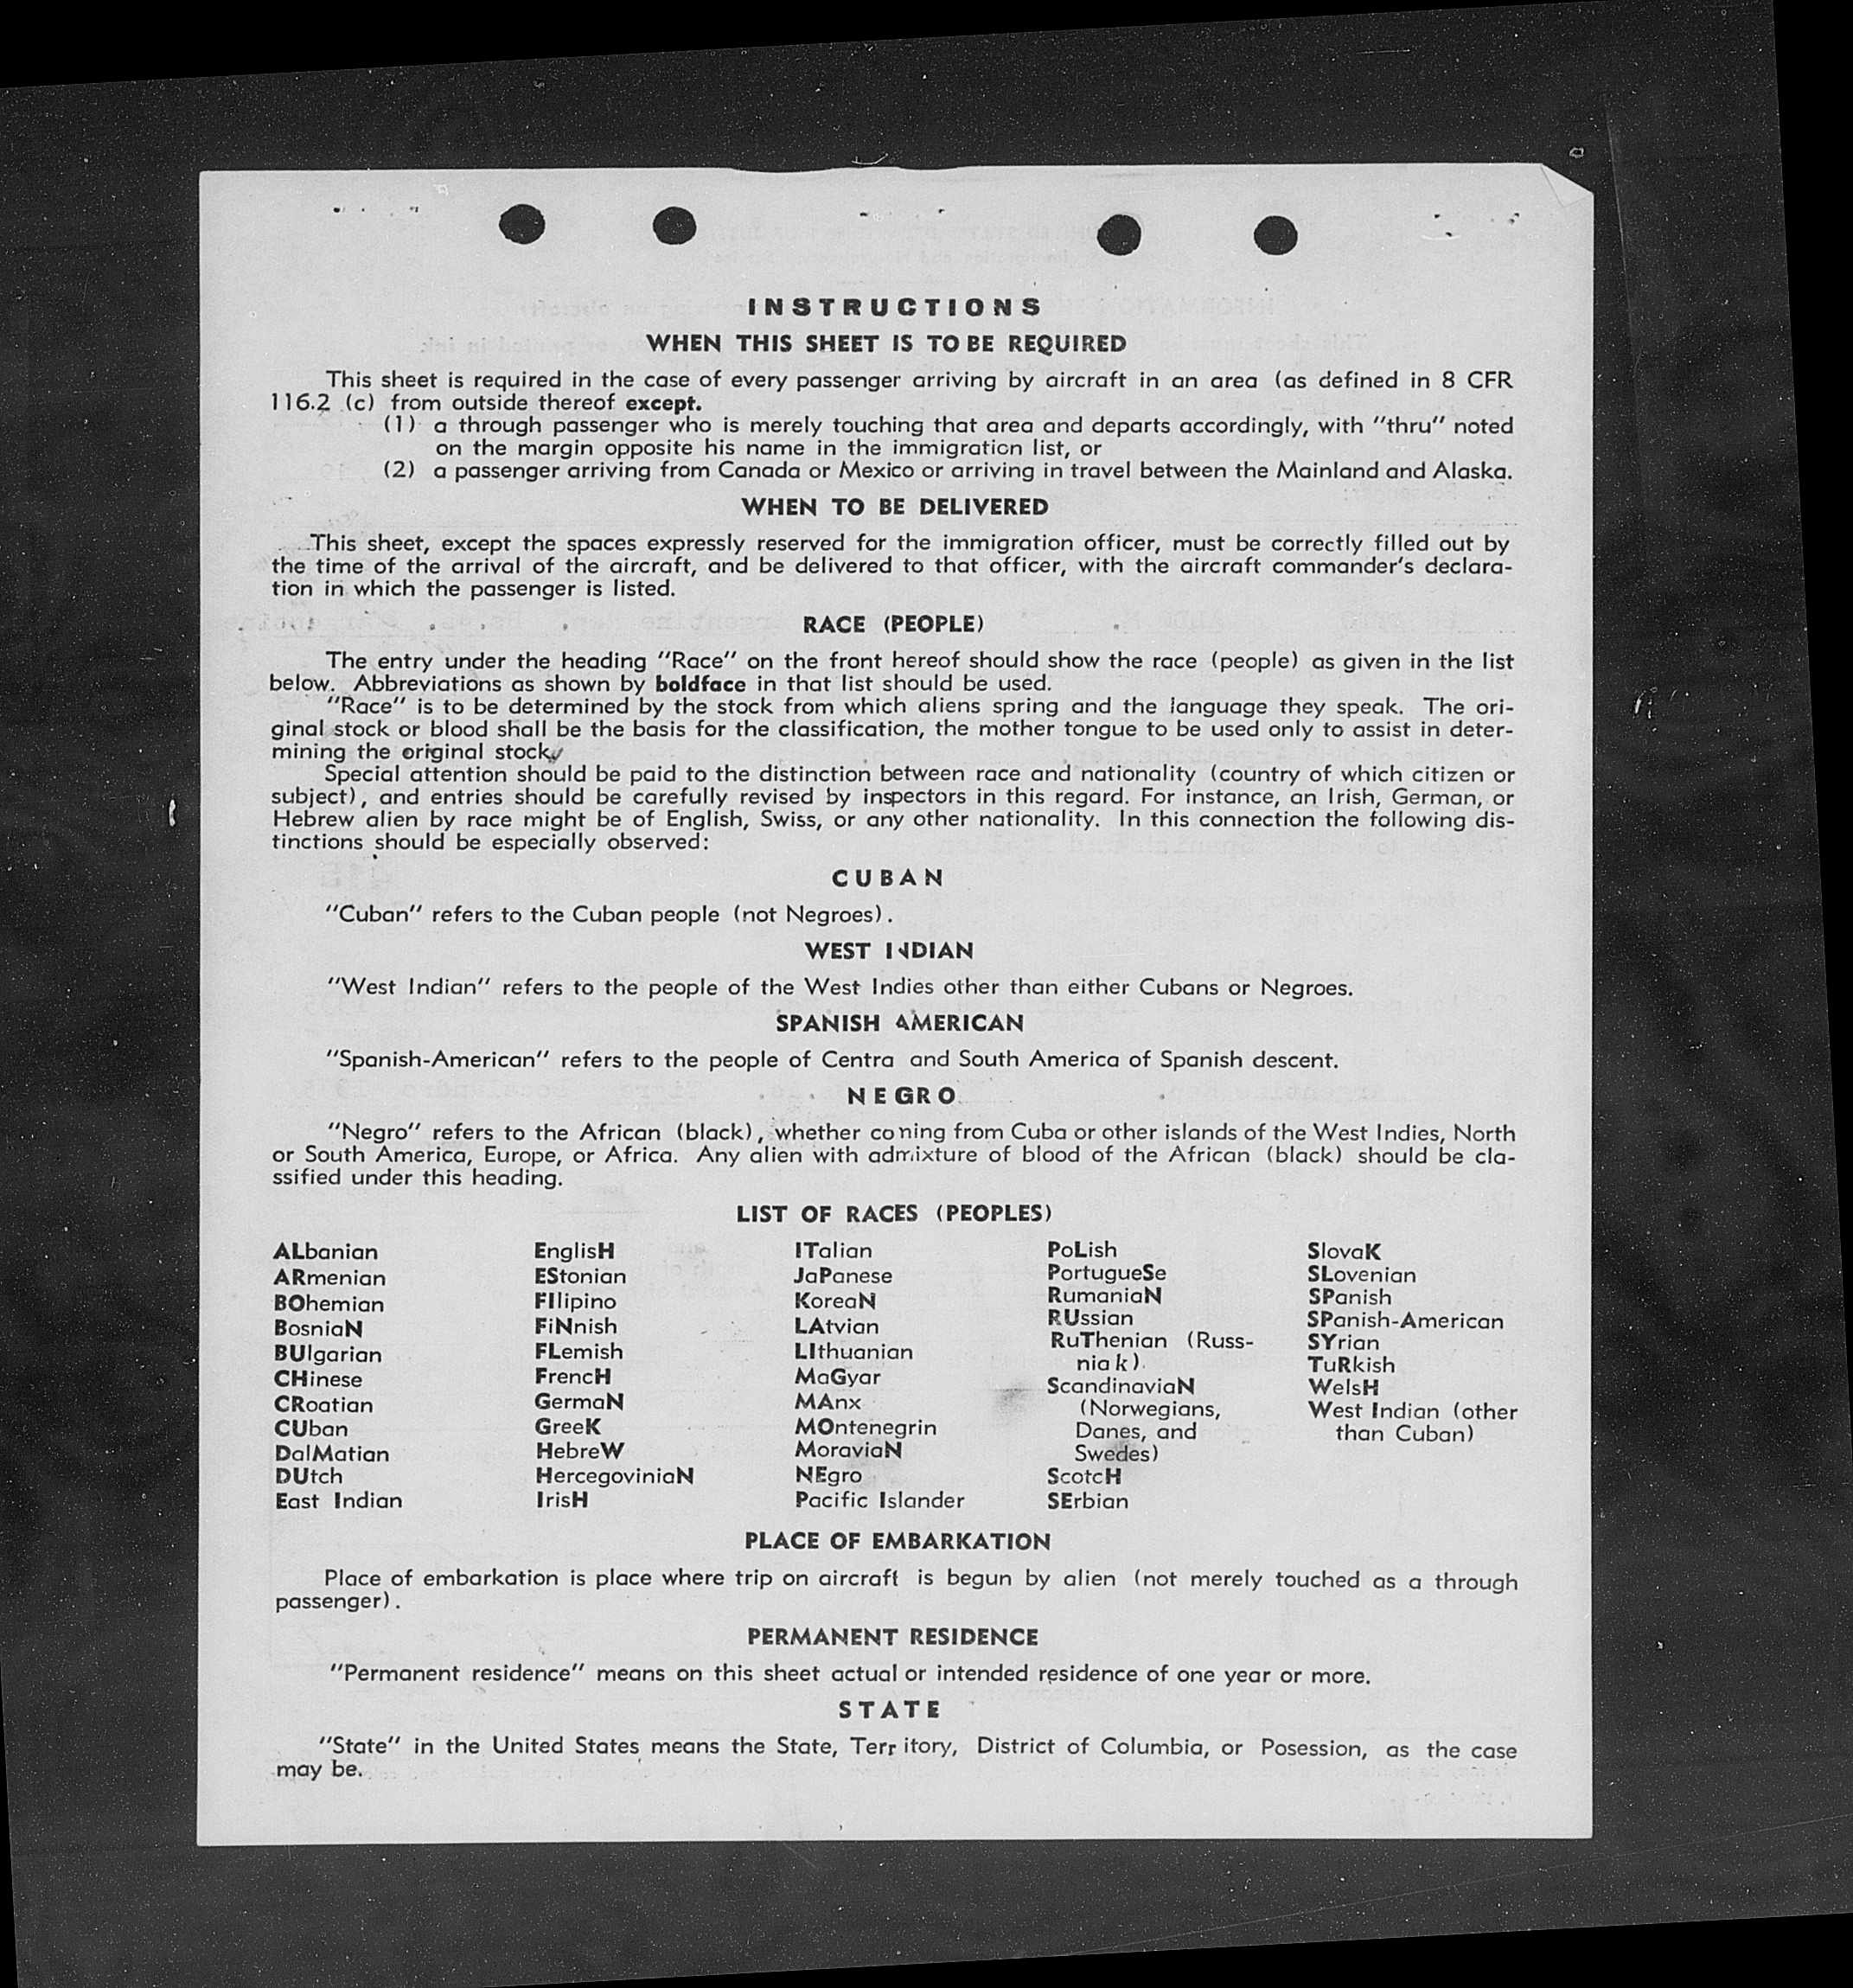 INSTRUCTIONS
WHEN THIS SHEET IS TO BE REQUIRED
This sheet is required in the case of every passenger arriving by aircraft in an area (as defined in 8 CFR
116.2 (c) from outside thereof except.
(1) a through passenger who is merely touching that area and departs accordingly, with "thru" noted
on the margin opposite his name in the immigration list, or
(2) a passenger arriving from Canada or Mexico or arriving in travel between the Mainland and Alaska.
WHEN TO BE DELIVERED
This sheet, except the spaces expressly reserved for the immigration officer, must be correctly filled out by
the time of the arrival of the aircraft, and be delivered to that officer, with the aircraft commander's declara-
tion in which the passenger is listed.
RACE (PEOPLE)
The entry under the heading "Race" on the front hereof should show the race (people) as given in the list
below. Abbreviations as shown by boldface in that list should be used.
"Race" is to be determined by the stock from which aliens spring and the language they speak. The ori-
ginal stock or blood shall be the basis for the classification, the mother tongue to be used only to assist in deter-
mining the original stock.
Special attention should be paid to the distinction between race and nationality (country of which citizen or
subject), and entries should be carefully revised by inspectors in this regard. For instance, an Irish, German, or
Hebrew alien by race might be of English, Swiss, or any other nationality. In this connection the following dis-
tinctions should be especially observed:
CUBAN
"Cuban" refers to the Cuban people (not Negroes).
WEST INDIAN
"West Indian" refers to the people of the West Indies other than either Cubans or Negroes.
SPANISH AMERICAN
"Spanish-American" refers to the people of Centra and South America of Spanish descent.
NEGRO
"Negro" refers to the African (black), whether coming from Cuba or other islands of the West Indies, North
or South America, Europe, or Africa. Any alien with admixture of blood of the African (black) should be cla-
ssified under this heading.
LIST OF RACES (PEOPLES)
ALbanian
ARmenian
BOhemian
BosniaN
BUlgarian
CHinese
CRoatian
CUban
DalMatian
DUtch
East Indian
EnglisH
EStonian
FIlipino
FiNnish
FLemish
FrencH
GermaN
GreeK
HebreW
HercegoviniaN
IrisH
ITalian
JaPanese
KoreaN
LAtvian
LIthuanian
MaGyar
MAnx
MOntenegrin
MoraviaN
NEgro
Pacific Islander
PoLish
PortugueSe
RumaniaN
RUssian
RuThenian (Russ-
niak).
ScandinaviaN
(Norwegians,
Danes, and
Swedes)
ScotcH
SErbian
SlovaK
SLovenian
SPanish
SPanish-American
SYrian
TuRkish
WelsH
West Indian (other
than Cuban)
PLACE OF EMBARKATION
Place of embarkation is place where trip on aircraft is begun by alien (not merely touched as a through
passenger).
PERMANENT RESIDENCE
"Permanent residence" means on this sheet actual or intended residence of one year or more.
STATE
"State" in the United States means the State, Territory, District of Columbia, or Posession, as the case
may be.